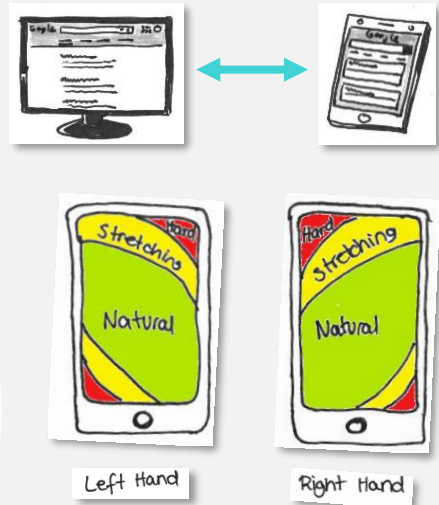 Google
Google
Stretching
Hard
Natural
Hard
Stretching
Natural
Left Hand
Right Hand